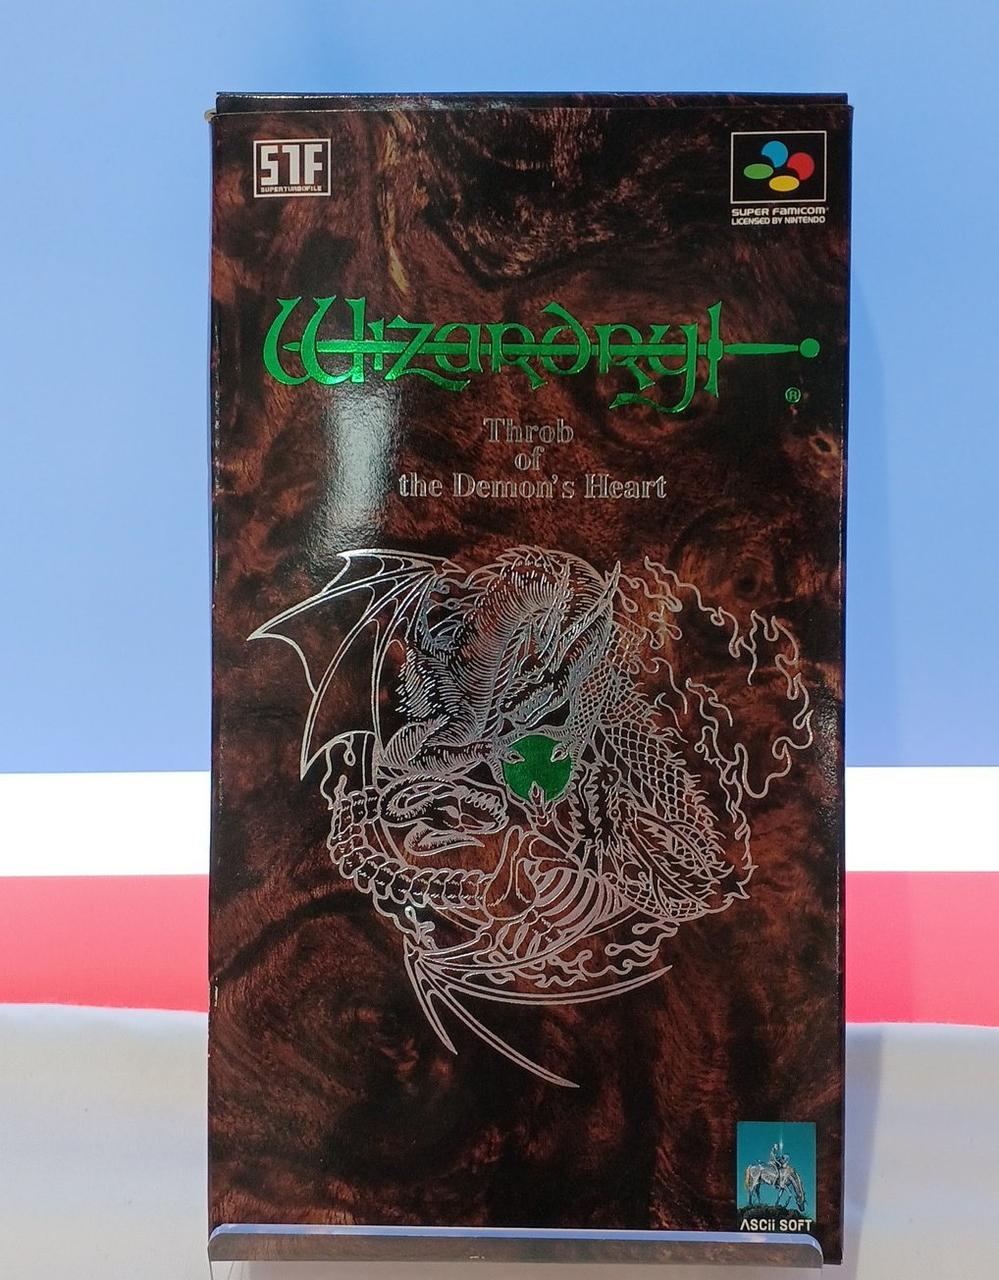 STF
SUPERTURBOFILE
SUPER FAMICOM®
LICENSED BY NINTENDO
Wizardry
®
Throb
of
the Demon's Heart
ASCii SOFT